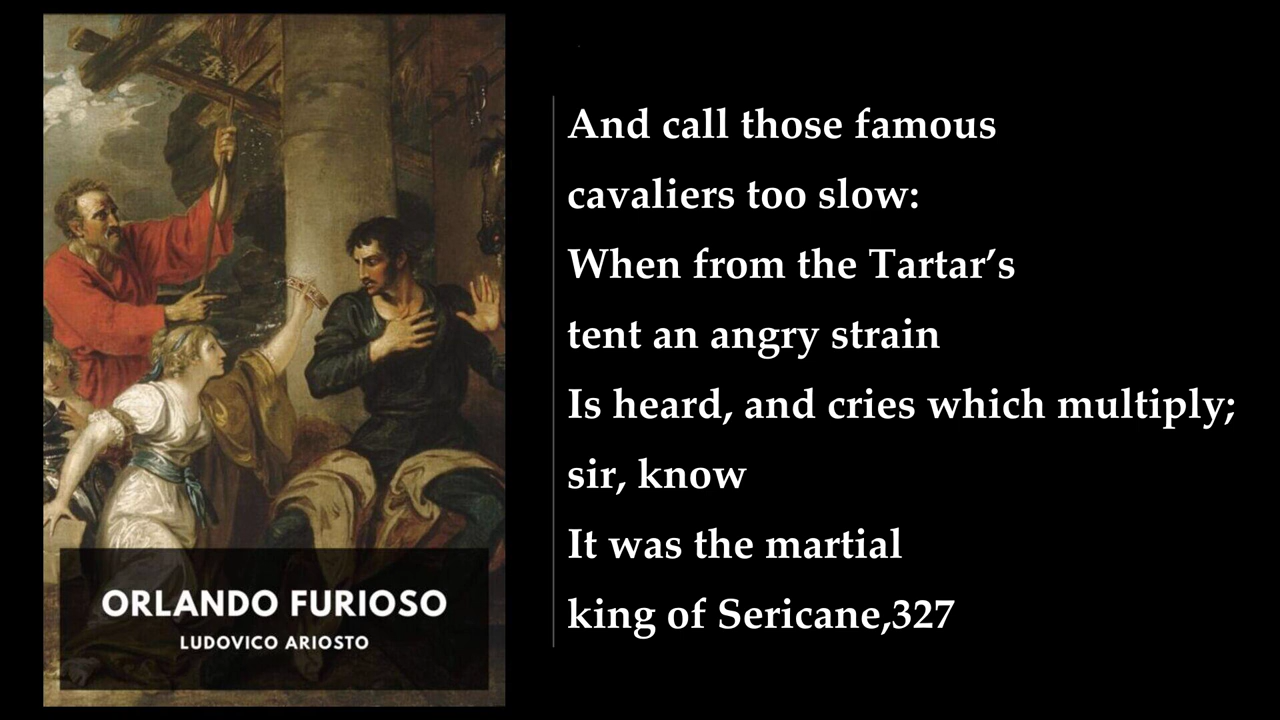 ORLANDO FURIOSO
LUDOVICO ARIOSTO
And call those famous
cavaliers too slow:
When from the Tartar’s
tent an angry strain
Is heard, and cries which multiply;
sir, know
It was the martial
king of Sericane,327